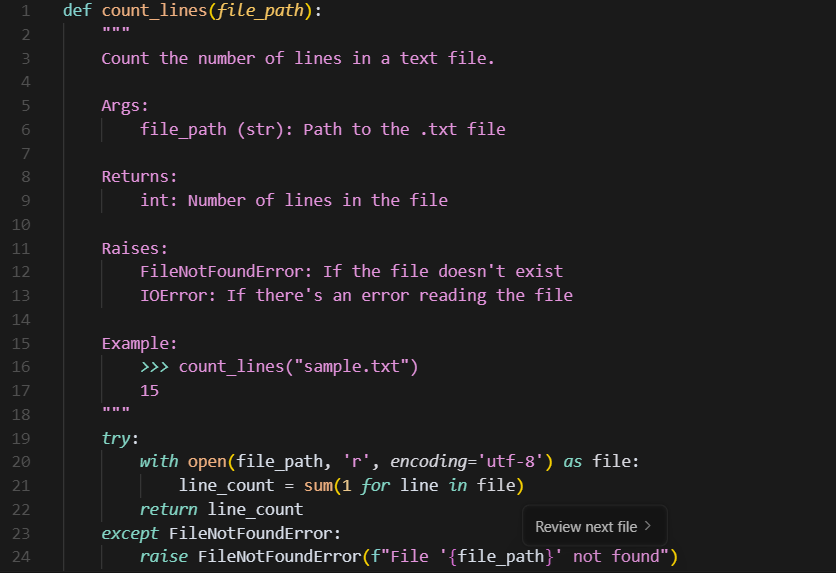 1 def count_lines(file_path):
2 """
3 Count the number of lines in a text file.
4
5 Args:
6 file_path (str): Path to the .txt file
7
8 Returns:
9 int: Number of lines in the file
10
11 Raises:
12 FileNotFoundError: If the file doesn't exist
13 IOError: If there's an error reading the file
14
15 Example:
16 >>> count_lines("sample.txt")
17 15
18 """
19 try:
20 with open(file_path, 'r', encoding='utf-8') as file:
21 line_count = sum(1 for line in file)
22 return line_count
23 except FileNotFoundError:
24 raise FileNotFoundError(f"File '{file_path}' not found")
Review next file >